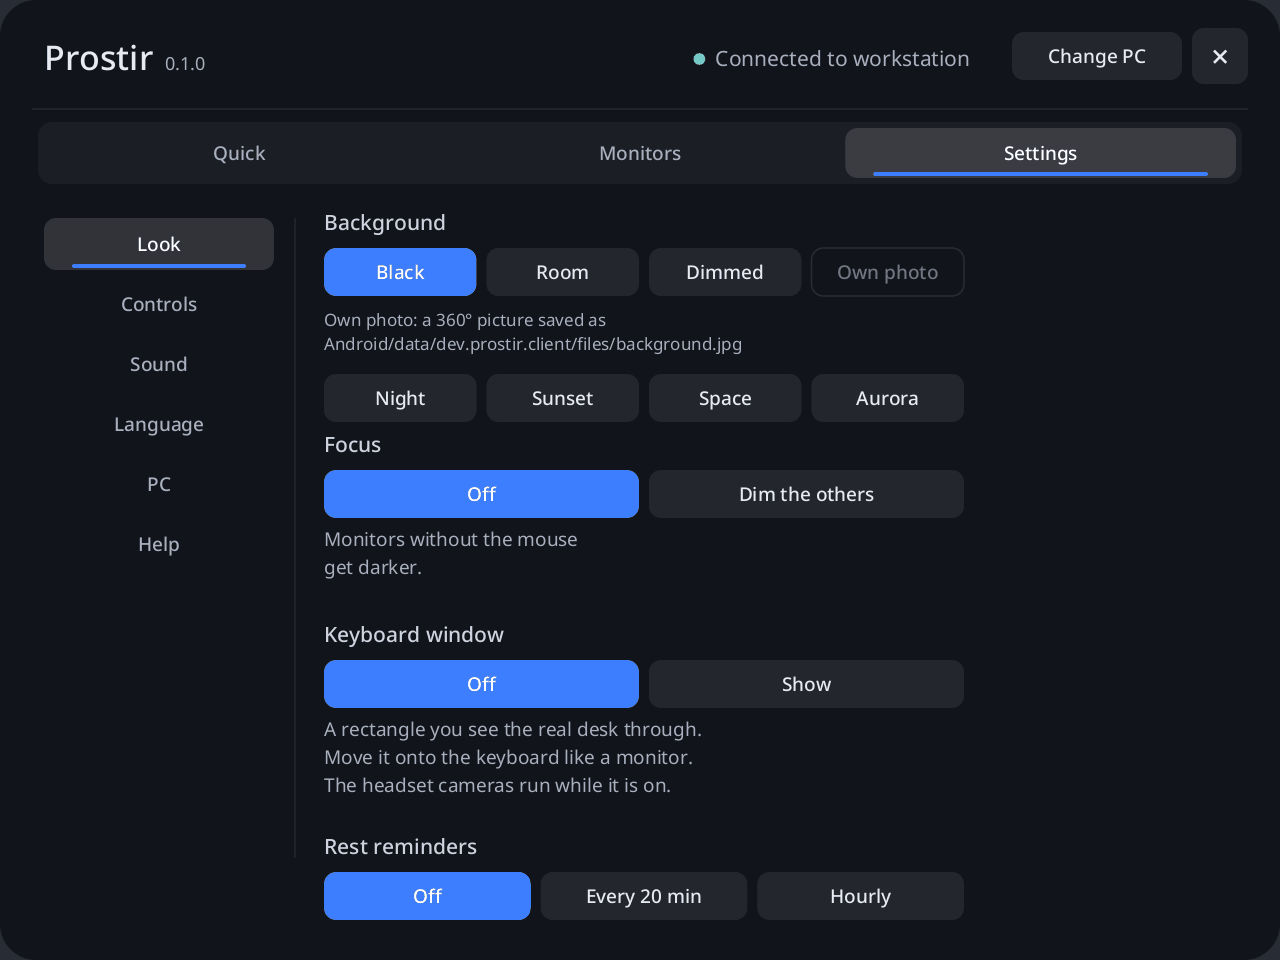 Prostir 0.1.0
Connected to workstation
Change PC
✕
Quick
Monitors
Settings
Look
Controls
Sound
Language
PC
Help
Background
Black
Room
Dimmed
Own photo
Own photo: a 360° picture saved as
Android/data/dev.prostir.client/files/background.jpg
Night
Sunset
Space
Aurora
Focus
Off
Dim the others
Monitors without the mouse
get darker.
Keyboard window
Off
Show
A rectangle you see the real desk through.
Move it onto the keyboard like a monitor.
The headset cameras run while it is on.
Rest reminders
Off
Every 20 min
Hourly